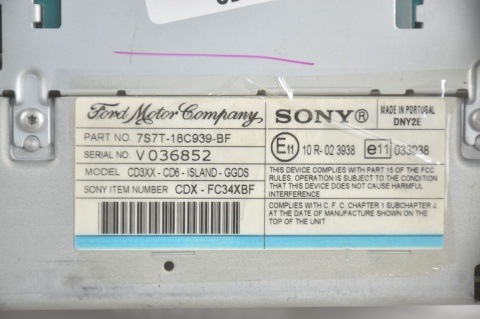 Ford Motor Company
SONY®
MADE IN PORTUGAL
DNY2E
PART NO. 7S7T-18C939-BF
SERIAL NO. V036852
MODEL CD3XX - CD6 - ISLAND - GGDS
SONY ITEM NUMBER CDX - FC34XBF
E11 10 R- 02 3938 e11 033938
THIS DEVICE COMPLIES WITH PART 15 OF THE FCC
RULES. OPERATION IS SUBJECT TO THE CONDITION
THAT THIS DEVICE DOES NOT CAUSE HARMFUL
INTERFERENCE
COMPLIES WITH C. F. C. CHAPTER 1 SUBCHAPTER J.
AT THE DATE OF MANUFACTURE SHOWN ON THE
TOP OF THE UNIT